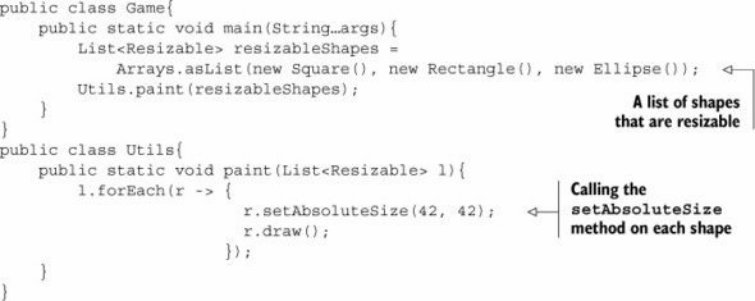 public class Game{
    public static void main(String…args){
        List<Resizable> resizableShapes =
            Arrays.asList(new Square(), new Rectangle(), new Ellipse());
        Utils.paint(resizableShapes);
A list of shapes
that are resizable
    }
}
public class Utils{
    public static void paint(List<Resizable> l){
        l.forEach(r -> {
                        r.setAbsoluteSize(42, 42);
                        r.draw();
                      });
Calling the
setAbsoluteSize
method on each shape
    }
}